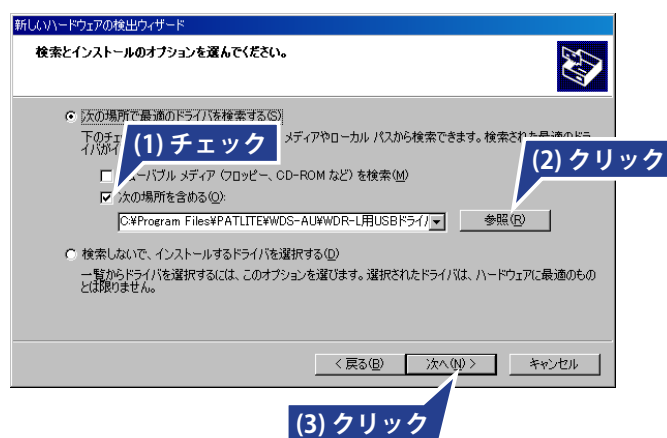 新しいハードウェアの検出ウィザード
検索とインストールのオプションを選んでください。
次の場所で最適のドライバを検索する(S)
下のチェ メディアやローカル パスから検索できます。検索された最適のドラ
イバがイ
(1) チェック
(2) クリック
ーバブル メディア (フロッピー、CD-ROM など) を検索(M)
次の場所を含める(O):
C:¥Program Files¥PATLITE¥WDS-AU¥WDR-L用USBドライ
参照(R)
検索しないで、インストールするドライバを選択する(D)
一覧からドライバを選択するには、このオプションを選びます。選択されたドライバは、ハードウェアに最適のもの
とは限りません。
< 戻る(B)
次へ(N) >
キャンセル
(3) クリック